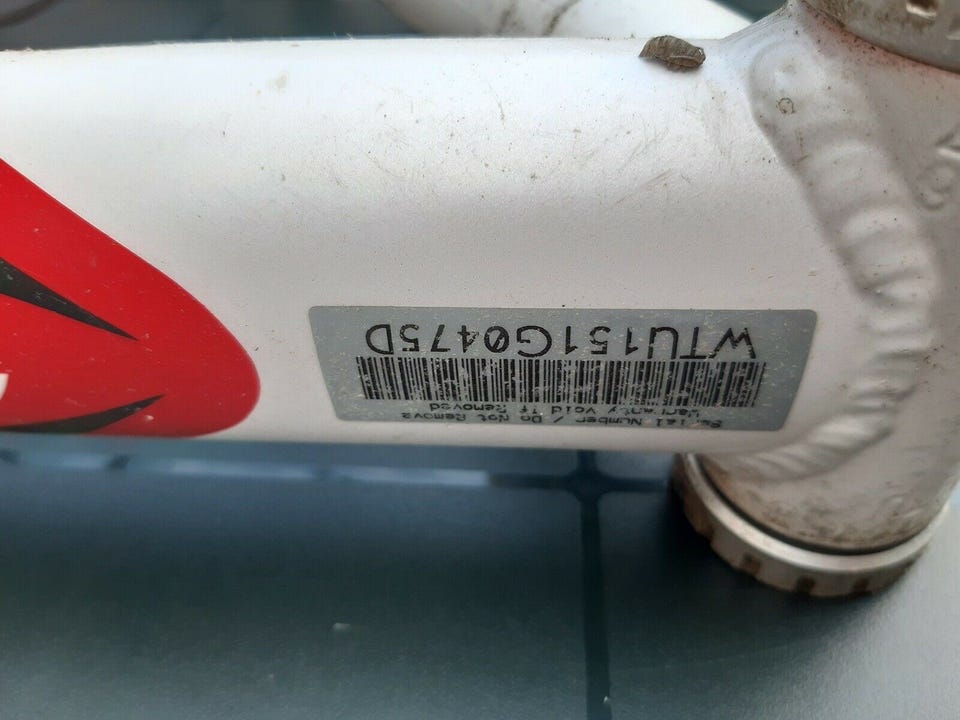 Serial Number / Do Not Remove
Warranty Void If Removed
WTU151G0475D